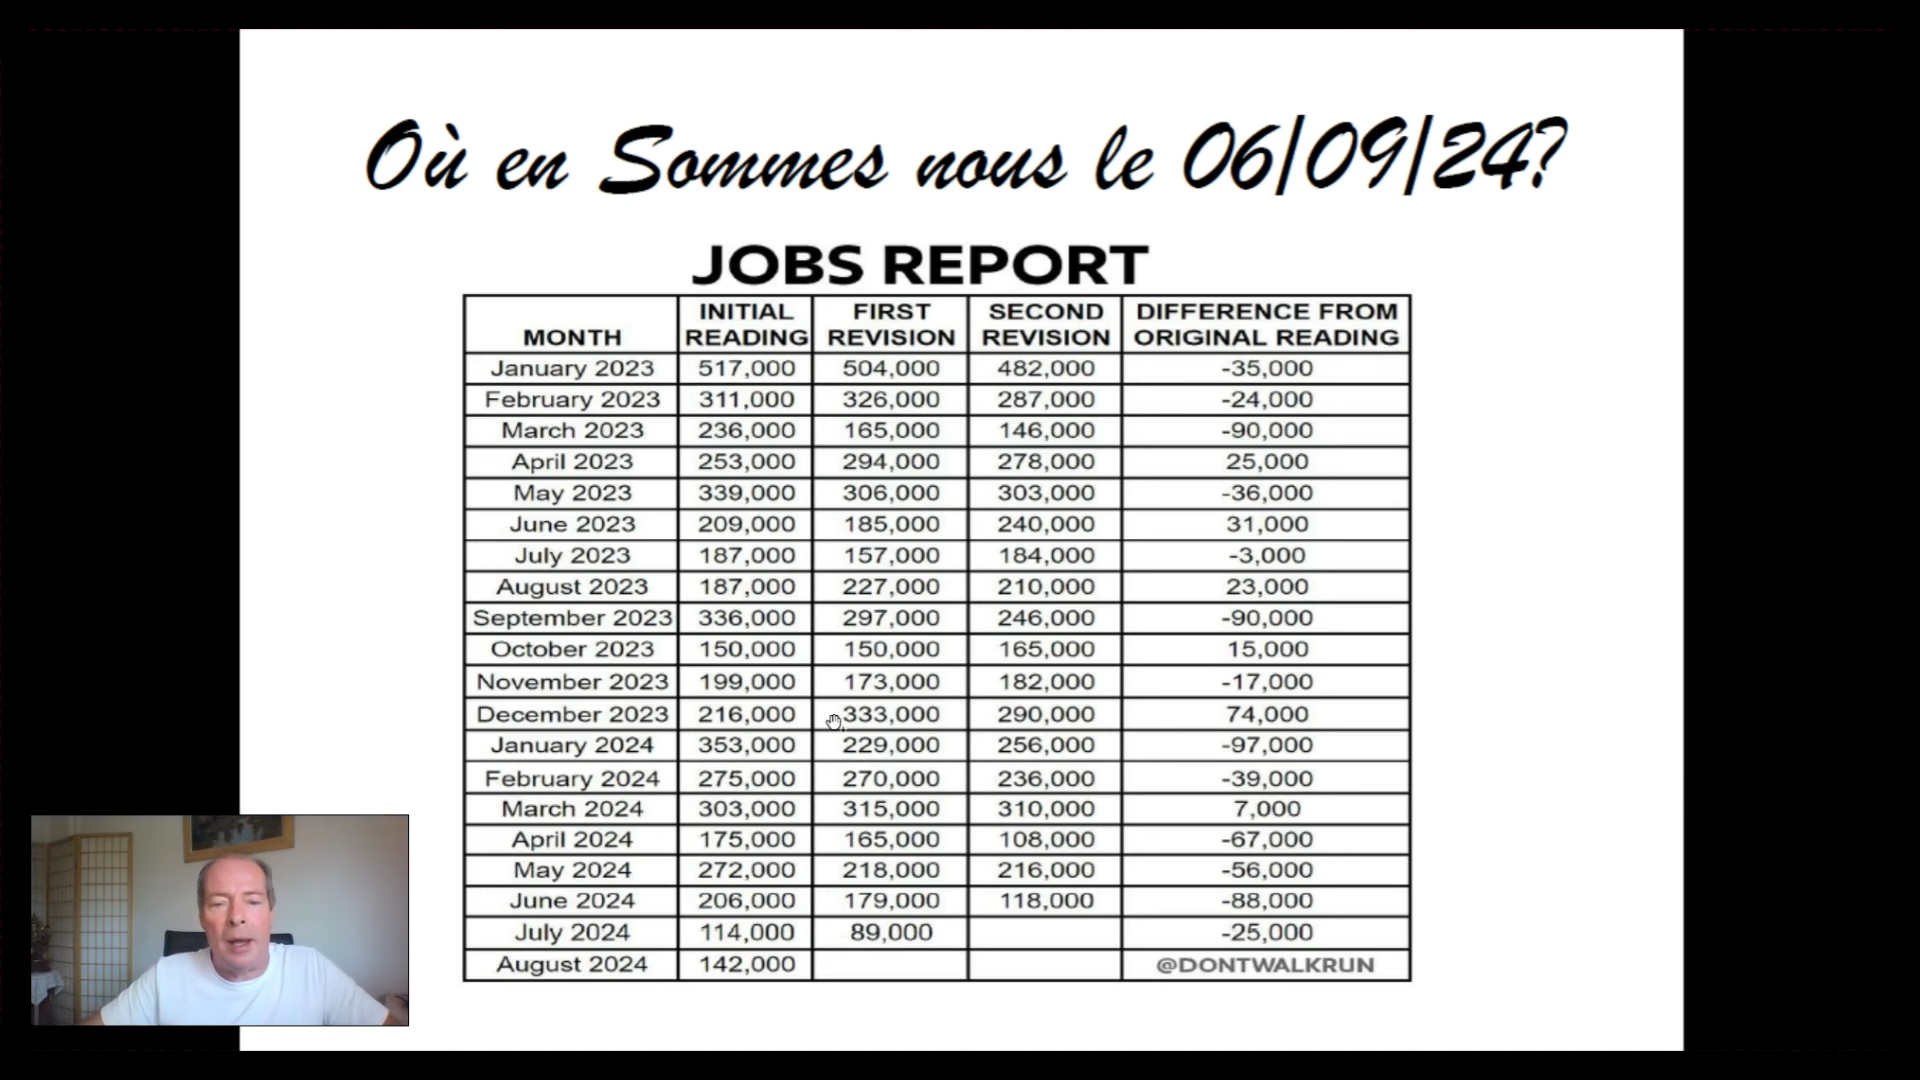 Où en Sommes nous le 06/09/24?
JOBS REPORT
MONTH INITIAL READING FIRST REVISION SECOND REVISION DIFFERENCE FROM ORIGINAL READING
January 2023 517,000 504,000 482,000 -35,000
February 2023 311,000 326,000 287,000 -24,000
March 2023 236,000 165,000 146,000 -90,000
April 2023 253,000 294,000 278,000 25,000
May 2023 339,000 306,000 303,000 -36,000
June 2023 209,000 185,000 240,000 31,000
July 2023 187,000 157,000 184,000 -3,000
August 2023 187,000 227,000 210,000 23,000
September 2023 336,000 297,000 246,000 -90,000
October 2023 150,000 150,000 165,000 15,000
November 2023 199,000 173,000 182,000 -17,000
December 2023 216,000 333,000 290,000 74,000
January 2024 353,000 229,000 256,000 -97,000
February 2024 275,000 270,000 236,000 -39,000
March 2024 303,000 315,000 310,000 7,000
April 2024 175,000 165,000 108,000 -67,000
May 2024 272,000 218,000 216,000 -56,000
June 2024 206,000 179,000 118,000 -88,000
July 2024 114,000 89,000 -25,000
August 2024 142,000 @DONTWALKRUN